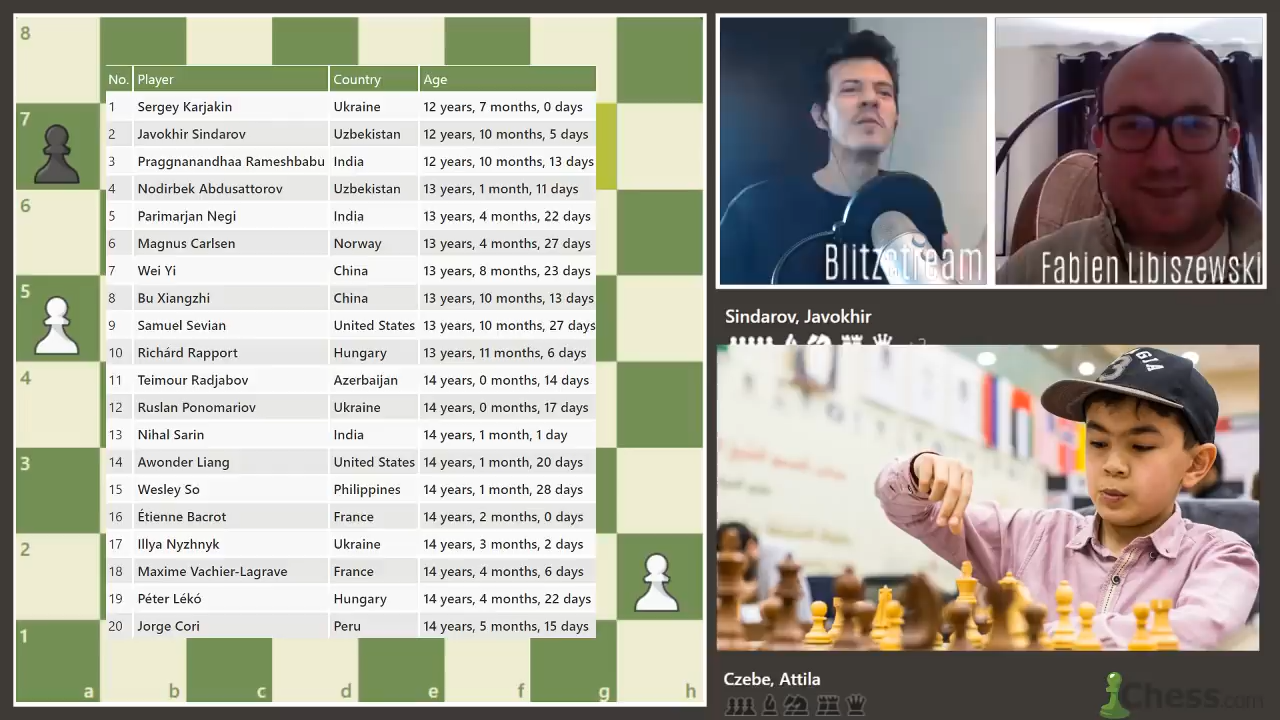 8
7
6
5
4
3
2
1
a b c d e f g h
No. Player Country Age
1 Sergey Karjakin Ukraine 12 years, 7 months, 0 days
2 Javokhir Sindarov Uzbekistan 12 years, 10 months, 5 days
3 Praggnanandhaa Rameshbabu India 12 years, 10 months, 13 days
4 Nodirbek Abdusattorov Uzbekistan 13 years, 1 month, 11 days
5 Parimarjan Negi India 13 years, 4 months, 22 days
6 Magnus Carlsen Norway 13 years, 4 months, 27 days
7 Wei Yi China 13 years, 8 months, 23 days
8 Bu Xiangzhi China 13 years, 10 months, 13 days
9 Samuel Sevian United States 13 years, 10 months, 27 days
10 Richárd Rapport Hungary 13 years, 11 months, 6 days
11 Teimour Radjabov Azerbaijan 14 years, 0 months, 14 days
12 Ruslan Ponomariov Ukraine 14 years, 0 months, 17 days
13 Nihal Sarin India 14 years, 1 month, 1 day
14 Awonder Liang United States 14 years, 1 month, 20 days
15 Wesley So Philippines 14 years, 1 month, 28 days
16 Étienne Bacrot France 14 years, 2 months, 0 days
17 Illya Nyzhnyk Ukraine 14 years, 3 months, 2 days
18 Maxime Vachier-Lagrave France 14 years, 4 months, 6 days
19 Péter Lékó Hungary 14 years, 4 months, 22 days
20 Jorge Cori Peru 14 years, 5 months, 15 days
Blitzstream
Fabien Libiszewski
Sindarov, Javokhir
Czebe, Attila
Chess.com